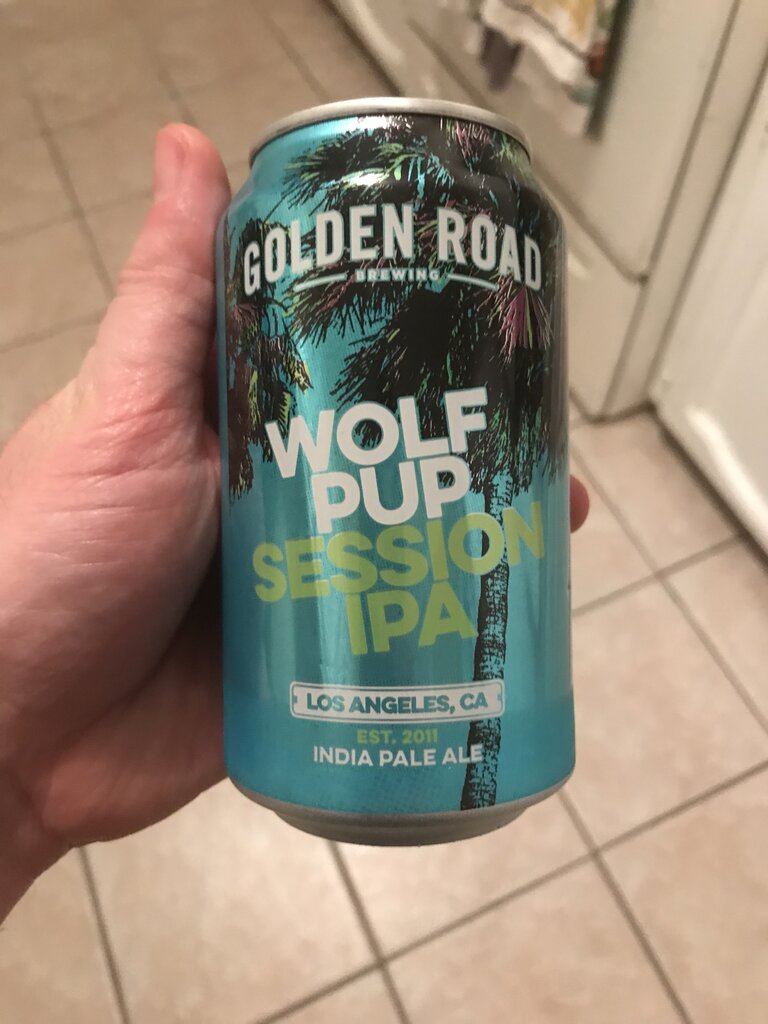 GOLDEN ROAD
BREWING
WOLF
PUP
SESSION
IPA
LOS ANGELES, CA
EST. 2011
INDIA PALE ALE